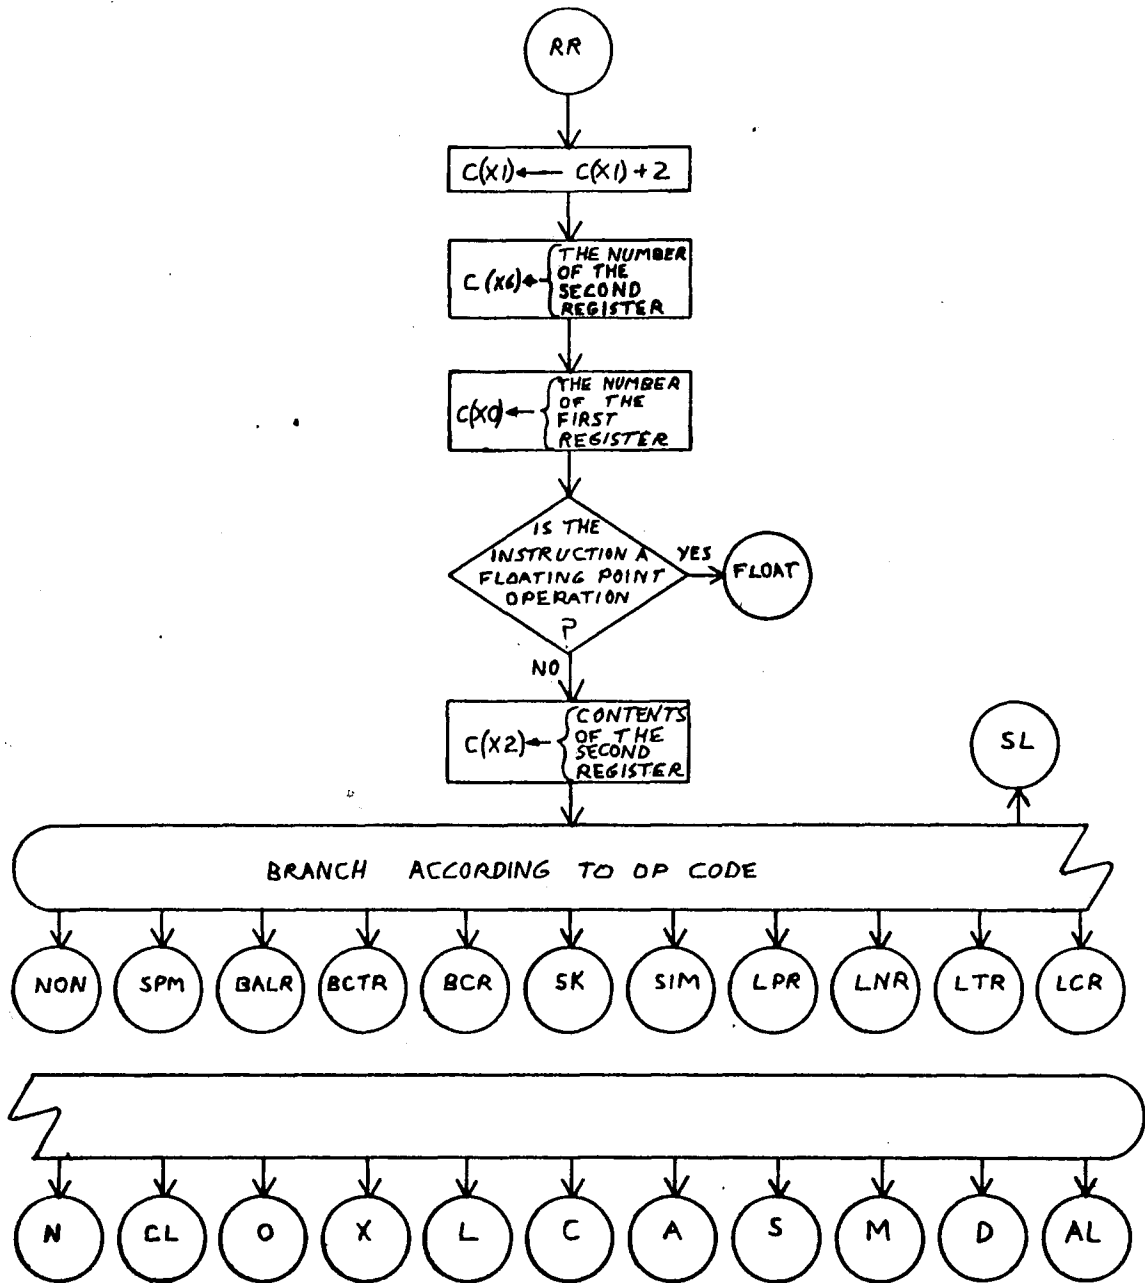 RR
C(X1)← C(X1)+2
C(X6)← { THE NUMBER
OF THE
SECOND
REGISTER
C(X0)← { THE NUMBER
OF THE
FIRST
REGISTER
IS THE
INSTRUCTION A
FLOATING POINT
OPERATION
?
YES
FLOAT
NO
C(X2)← { CONTENTS
OF THE
SECOND
REGISTER
SL
BRANCH ACCORDING TO OP CODE
NON SPM BALR BCTR BCR SK SIM LPR LNR LTR LCR
N CL O X L C A S M D AL